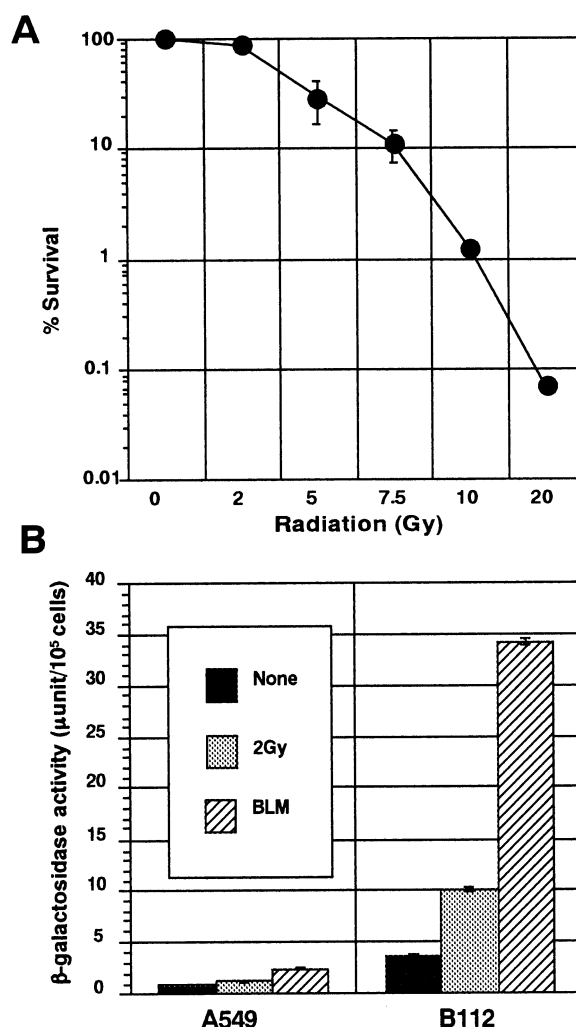 A
% Survival
100
10
1
0.1
0.01
0 2 5 7.5 10 20
Radiation (Gy)
B
β-galactosidase activity (μunit/10⁵ cells)
40
35
30
25
20
15
10
5
0
None
2Gy
BLM
A549 B112